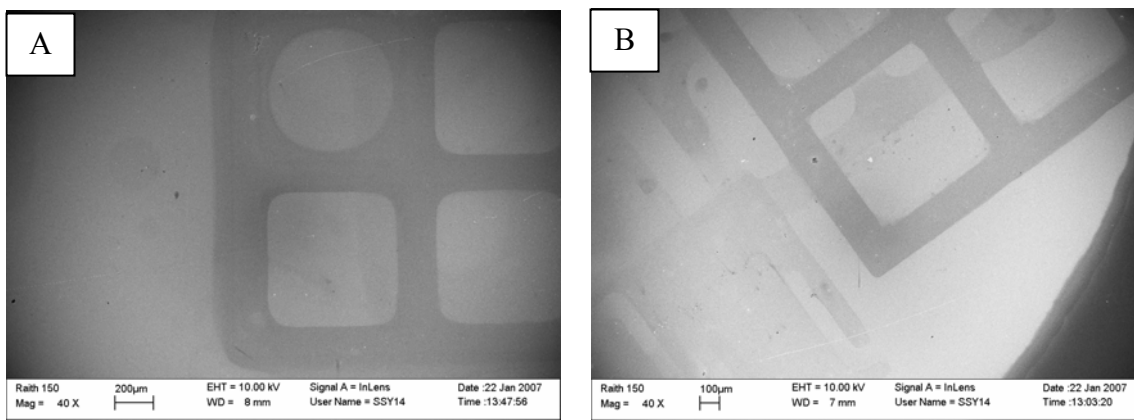 A
B
Raith 150
200µm
EHT = 10.00 kV
Signal A = InLens
Date :22 Jan 2007
Mag = 40 X
WD = 8 mm
User Name = SSY14
Time :13:47:56
Raith 150
100µm
EHT = 10.00 kV
Signal A = InLens
Date :22 Jan 2007
Mag = 40 X
WD = 7 mm
User Name = SSY14
Time :13:03:20